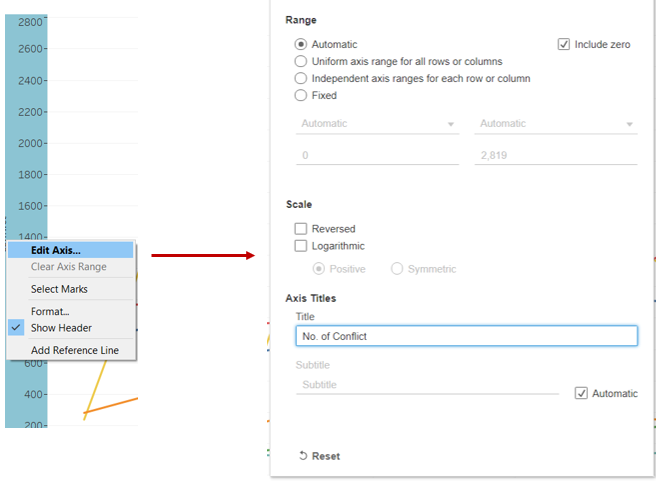 2800
2600
2400
2200
2000
1800
1600
1400
Edit Axis...
Clear Axis Range
Select Marks
Format...
Show Header
Add Reference Line
600
400
200
Range
Automatic
Include zero
Uniform axis range for all rows or columns
Independent axis ranges for each row or column
Fixed
Automatic Automatic
0 2,819
Scale
Reversed
Logarithmic
Positive Symmetric
Axis Titles
Title
No. of Conflict
Subtitle
Subtitle
Automatic
Reset